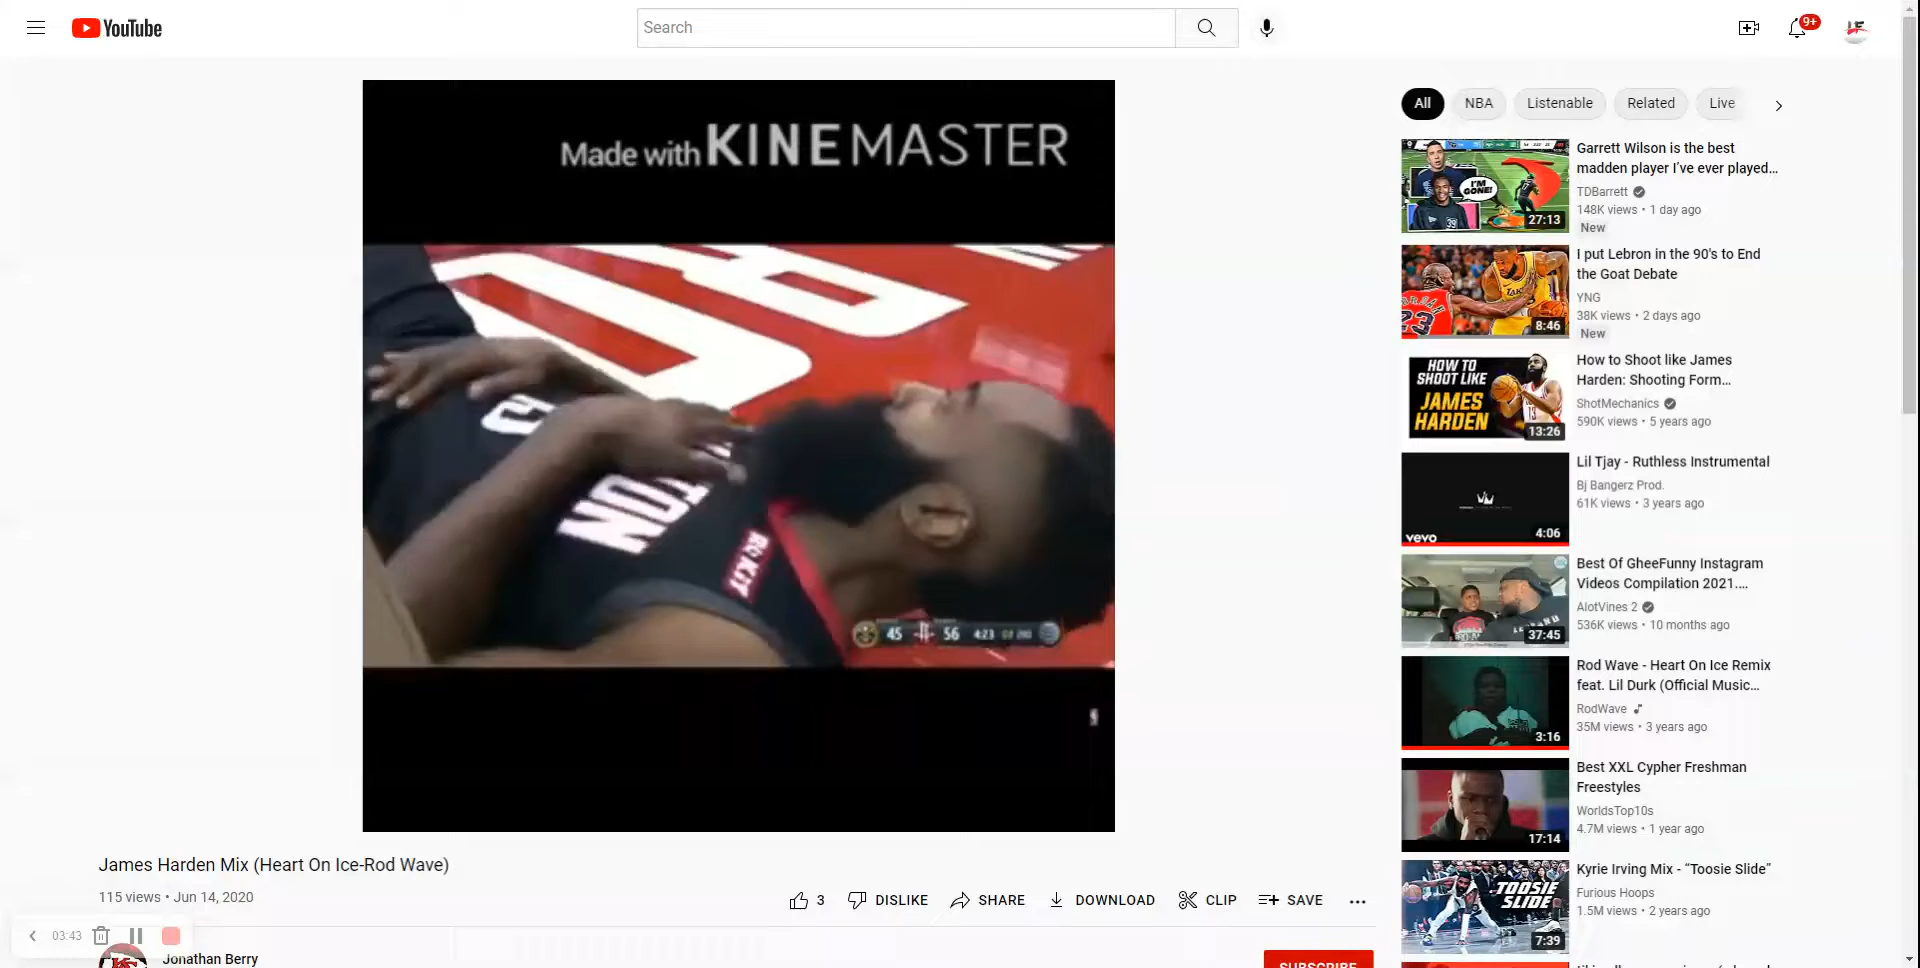 YouTube
Search
9+
Made with KINEMASTER
ROKiT
45 56 4:23 2ND
James Harden Mix (Heart On Ice-Rod Wave)
115 views • Jun 14, 2020
3 DISLIKE SHARE DOWNLOAD CLIP SAVE
03:43
Jonathan Berry
SUBSCRIBE
All NBA Listenable Related Live
I'M GONE!
27:13
Garrett Wilson is the best
madden player I've ever played...
TDBarrett
148K views • 1 day ago
New
23
8:46
I put Lebron in the 90's to End
the Goat Debate
YNG
38K views • 2 days ago
New
HOW TO
SHOOT LIKE
JAMES
HARDEN
13:26
How to Shoot like James
Harden: Shooting Form...
ShotMechanics
590K views • 5 years ago
vevo
4:06
Lil Tjay - Ruthless Instrumental
Bj Bangerz Prod.
61K views • 3 years ago
37:45
Best Of GheeFunny Instagram
Videos Compilation 2021....
AlotVines 2
536K views • 10 months ago
3:16
Rod Wave - Heart On Ice Remix
feat. Lil Durk (Official Music...
RodWave
35M views • 3 years ago
17:14
Best XXL Cypher Freshman
Freestyles
WorldsTop10s
4.7M views • 1 year ago
TOOSIE
SLIDE
7:39
Kyrie Irving Mix - “Toosie Slide”
Furious Hoops
1.5M views • 2 years ago